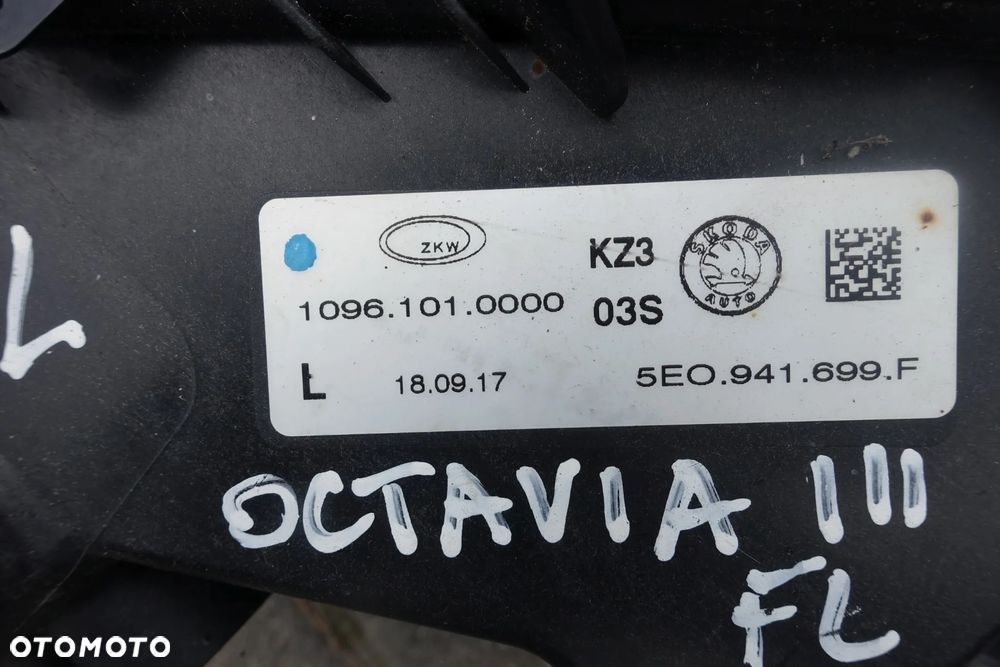 L
ZKW
KZ3
SKODA
AUTO
1096.101.0000
03S
L
18.09.17
5E0.941.699.F
OCTAVIA III
FL
OTOMOTO